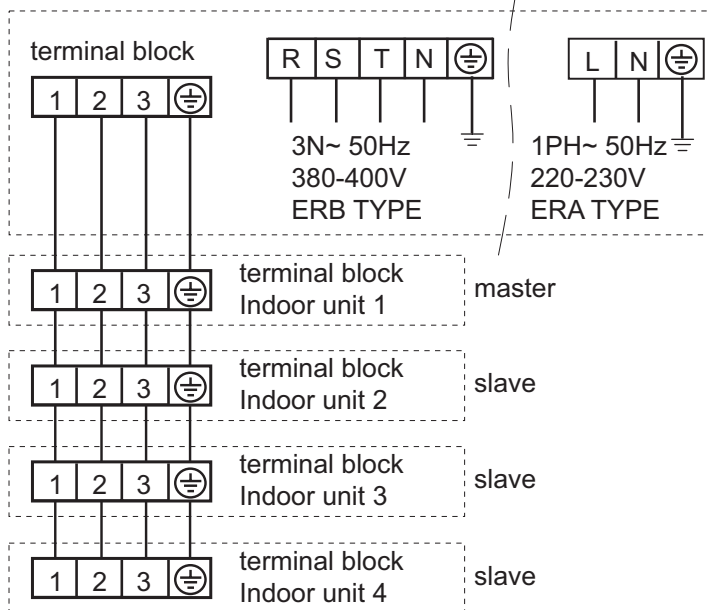 terminal block
1 2 3
R S T N
3N~ 50Hz
380-400V
ERB TYPE
L N
1PH~ 50Hz
220-230V
ERA TYPE
1 2 3
terminal block
Indoor unit 1
master
1 2 3
terminal block
Indoor unit 2
slave
1 2 3
terminal block
Indoor unit 3
slave
1 2 3
terminal block
Indoor unit 4
slave